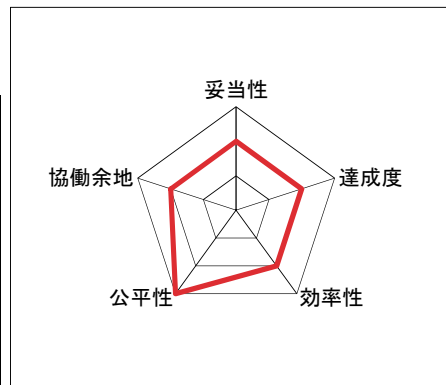 妥当性
協働余地
達成度
公平性
効率性